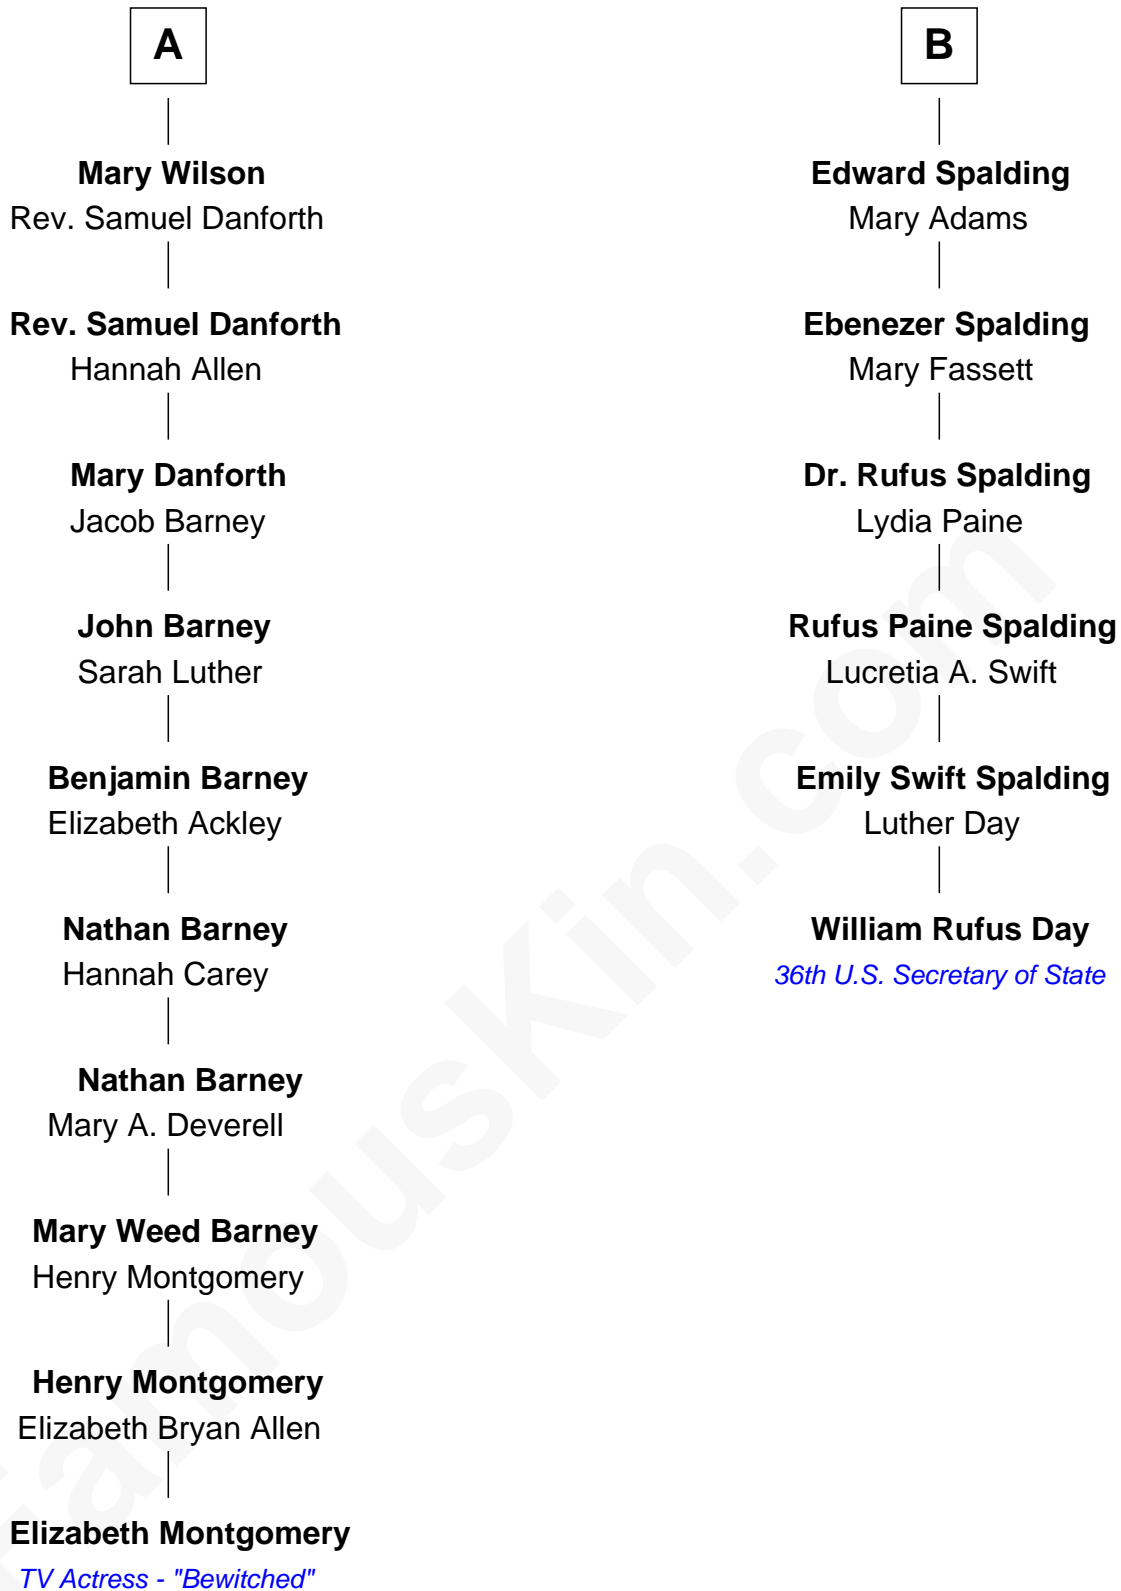 A
Mary Wilson
Rev. Samuel Danforth
Rev. Samuel Danforth
Hannah Allen
Mary Danforth
Jacob Barney
John Barney
Sarah Luther
Benjamin Barney
Elizabeth Ackley
Nathan Barney
Hannah Carey
Nathan Barney
Mary A. Deverell
Mary Weed Barney
Henry Montgomery
Henry Montgomery
Elizabeth Bryan Allen
Elizabeth Montgomery
TV Actress - "Bewitched"
B
Edward Spalding
Mary Adams
Ebenezer Spalding
Mary Fassett
Dr. Rufus Spalding
Lydia Paine
Rufus Paine Spalding
Lucretia A. Swift
Emily Swift Spalding
Luther Day
William Rufus Day
36th U.S. Secretary of State
FamousKin.com